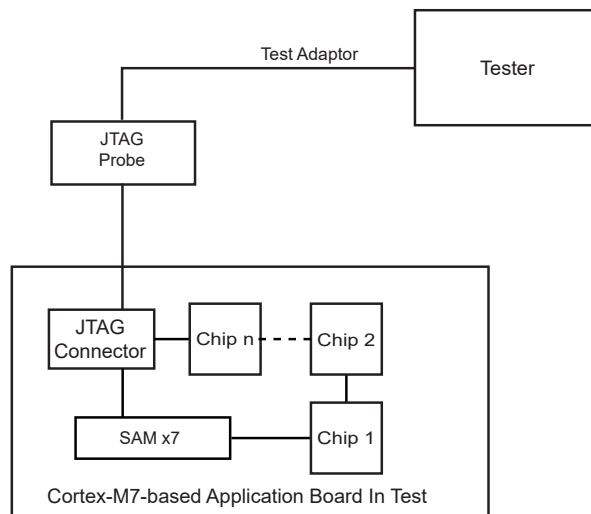 Test Adaptor
Tester
JTAG
Probe
JTAG
Connector
Chip n
Chip 2
SAM x7
Chip 1
Cortex-M7-based Application Board In Test